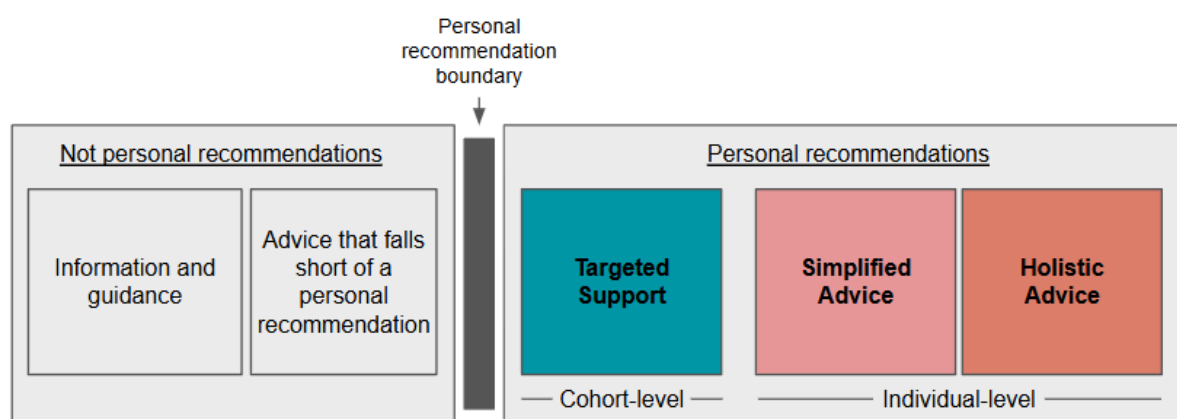 Personal
recommendation
boundary
Not personal recommendations
Information and
guidance
Advice that falls
short of a
personal
recommendation
Personal recommendations
Targeted
Support
Simplified
Advice
Holistic
Advice
Cohort-level
Individual-level